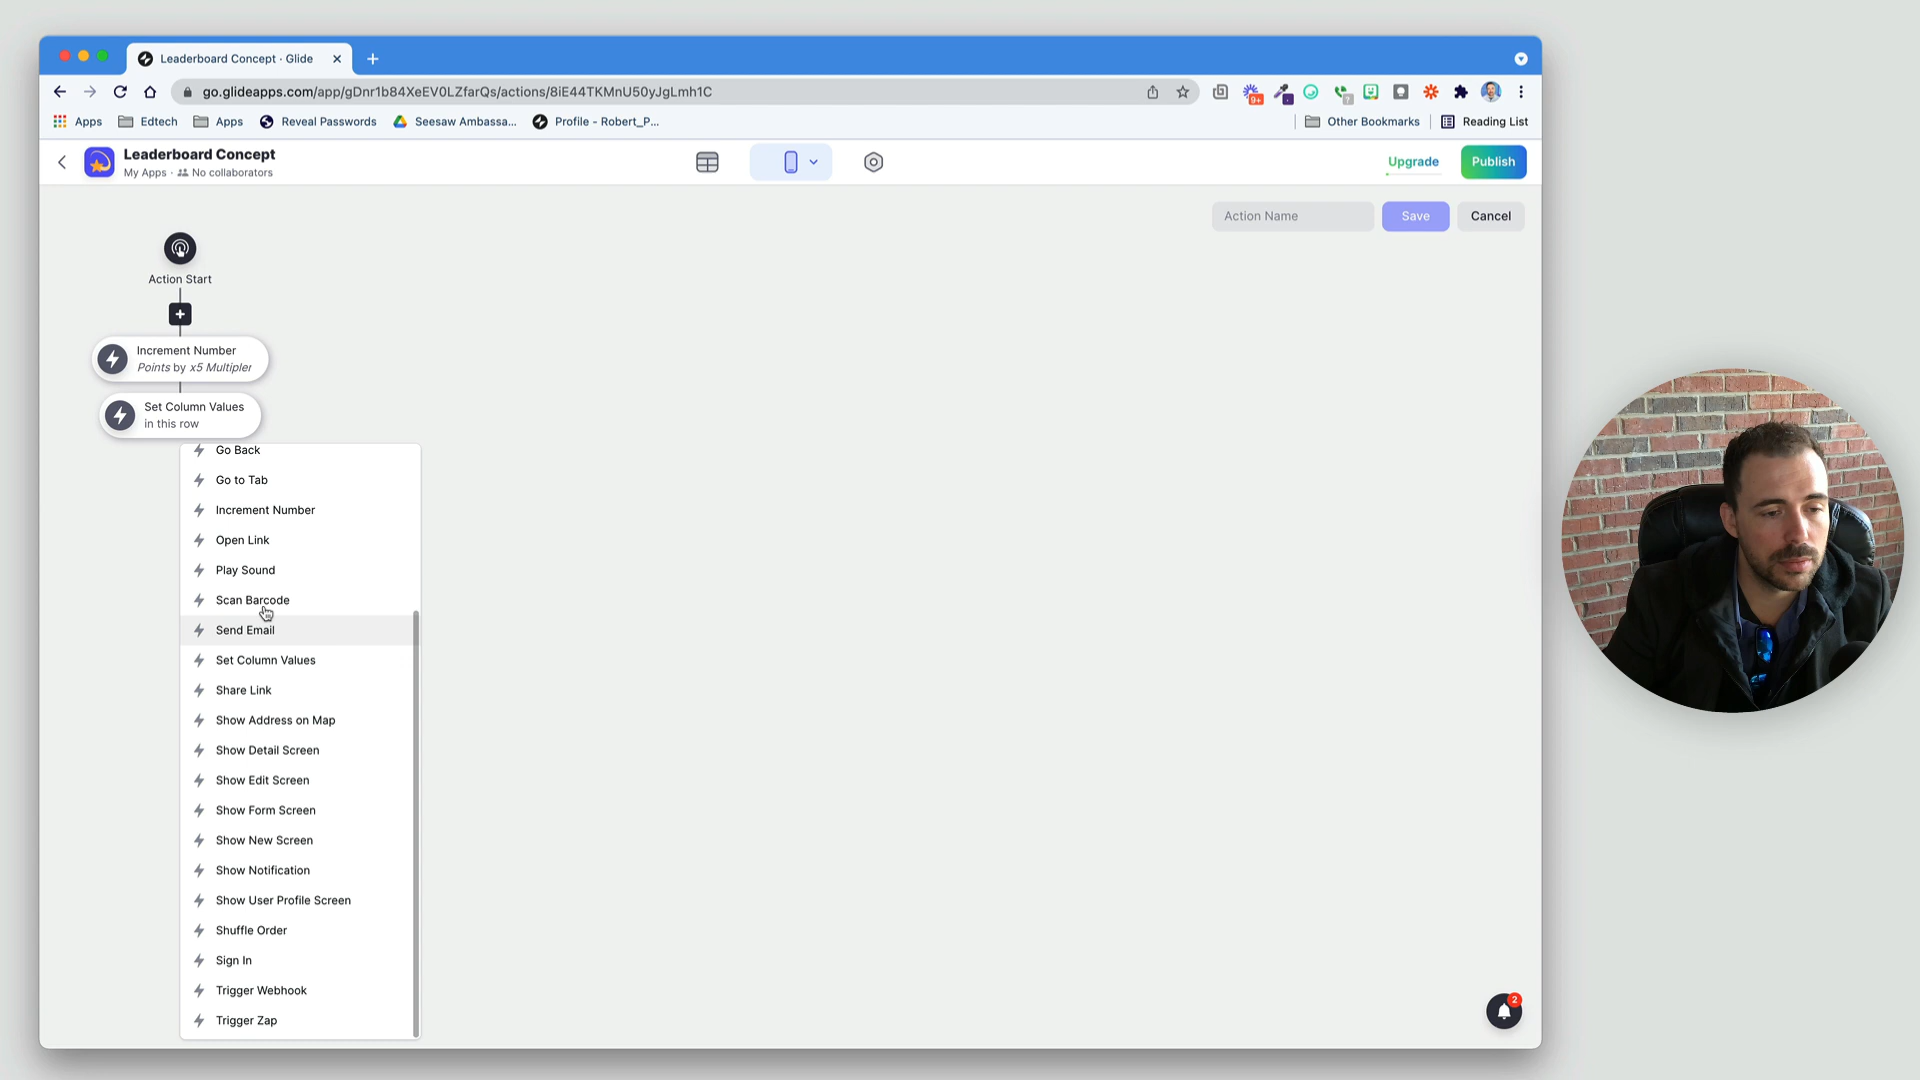 Leaderboard Concept · Glide
go.glideapps.com/app/gDnr1b84XeEV0LZfarQs/actions/8iE44TKMnU50yJgLmh1C
9+
7
Apps
Edtech
Apps
Reveal Passwords
Seesaw Ambassa...
Profile - Robert_P...
Other Bookmarks
Reading List
Leaderboard Concept
My Apps · No collaborators
Upgrade
Publish
Action Name
Save
Cancel
Action Start
Increment Number
Points by x5 Multipler
Set Column Values
in this row
Go Back
Go to Tab
Increment Number
Open Link
Play Sound
Scan Barcode
Send Email
Set Column Values
Share Link
Show Address on Map
Show Detail Screen
Show Edit Screen
Show Form Screen
Show New Screen
Show Notification
Show User Profile Screen
Shuffle Order
Sign In
Trigger Webhook
Trigger Zap
2